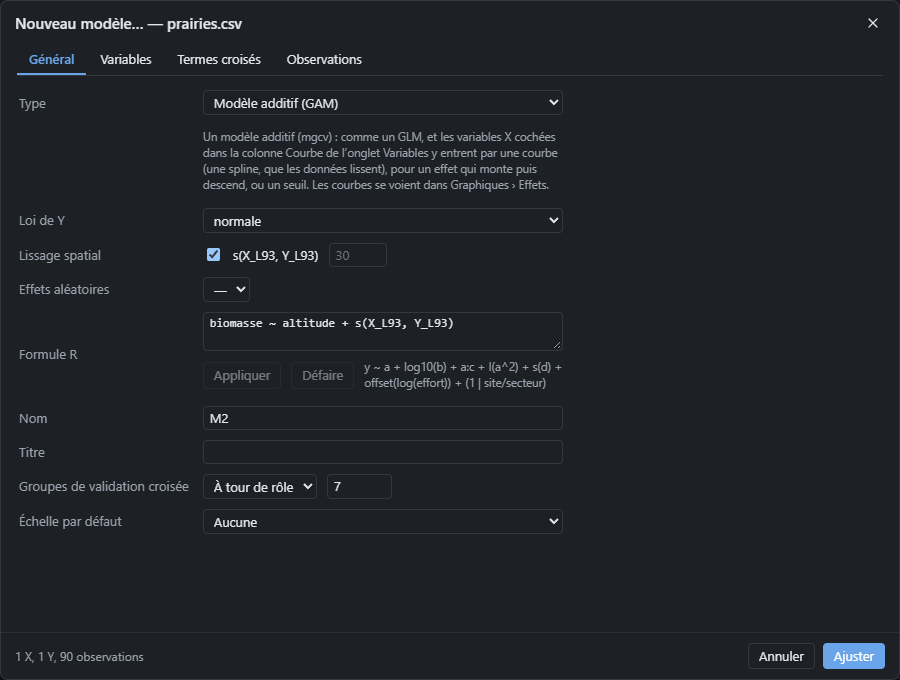 Nouveau modèle... — prairies.csv
Général Variables Termes croisés Observations
Type Modèle additif (GAM)
Un modèle additif (mgcv) : comme un GLM, et les variables X cochées
dans la colonne Courbe de l'onglet Variables y entrent par une courbe
(une spline, que les données lissent), pour un effet qui monte puis
descend, ou un seuil. Les courbes se voient dans Graphiques › Effets.
Loi de Y normale
Lissage spatial s(X_L93, Y_L93) 30
Effets aléatoires —
biomasse ~ altitude + s(X_L93, Y_L93)
Formule R
Appliquer Défaire y ~ a + log10(b) + a:c + I(a^2) + s(d) +
offset(log(effort)) + (1 | site/secteur)
Nom M2
Titre
Groupes de validation croisée À tour de rôle 7
Échelle par défaut Aucune
1 X, 1 Y, 90 observations Annuler Ajuster